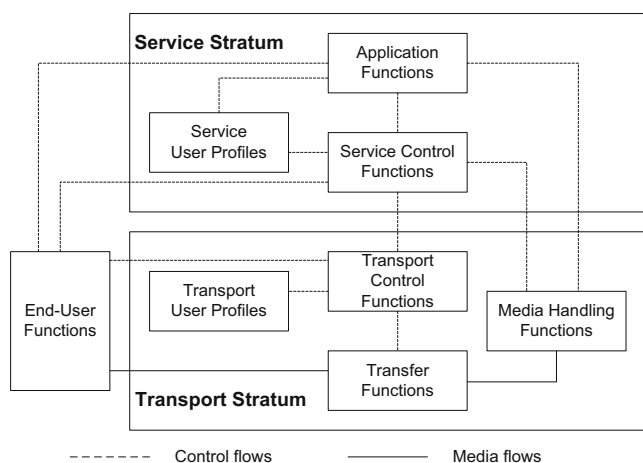 Service Stratum
Application
Functions
Service
User Profiles
Service Control
Functions
End-User
Functions
Transport
User Profiles
Transport
Control
Functions
Media Handling
Functions
Transfer
Functions
Transport Stratum
Control flows
Media flows